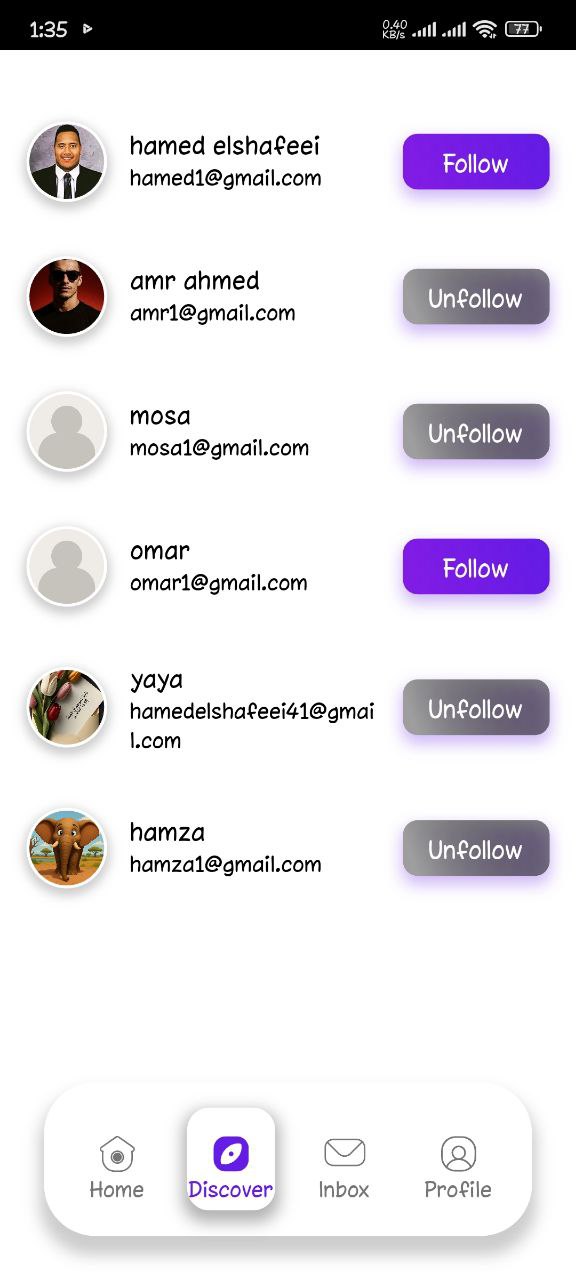 1:35
0.40
KB/s
77
hamed elshafeei
hamed1@gmail.com
Follow
amr ahmed
amr1@gmail.com
Unfollow
mosa
mosa1@gmail.com
Unfollow
omar
omar1@gmail.com
Follow
yaya
hamedelshafeei41@gmai
l.com
Unfollow
hamza
hamza1@gmail.com
Unfollow
Home
Discover
Inbox
Profile